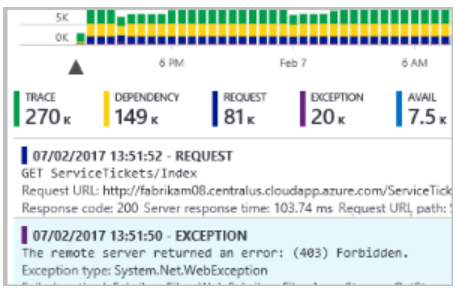 5K
0K
6 PM Feb 7 6 AM
TRACE DEPENDENCY REQUEST EXCEPTION AVAIL
270 K 149 K 81 K 20 K 7.5 K
07/02/2017 13:51:52 - REQUEST
GET ServiceTickets/Index
Request URL: http://fabrikam08.centralus.cloudapp.azure.com/ServiceTick
Response code: 200 Server response time: 103.74 ms Request URL path:
07/02/2017 13:51:50 - EXCEPTION
The remote server returned an error: (403) Forbidden.
Exception type: System.Net.WebException